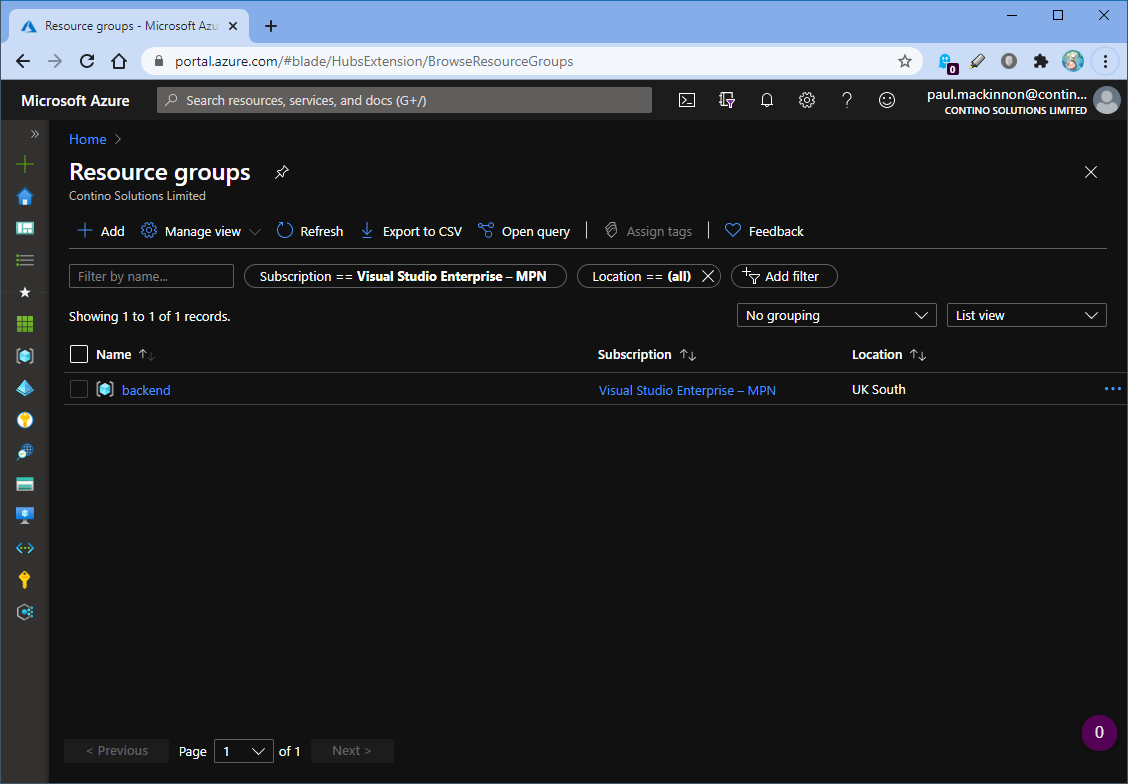 Resource groups - Microsoft Azu
portal.azure.com/#blade/HubsExtension/BrowseResourceGroups
0
Microsoft Azure
Search resources, services, and docs (G+/)
paul.mackinnon@contin...
CONTINO SOLUTIONS LIMITED
Home
Resource groups
Contino Solutions Limited
Add Manage view Refresh Export to CSV Open query Assign tags Feedback
Filter by name... Subscription == Visual Studio Enterprise – MPN Location == (all) Add filter
Showing 1 to 1 of 1 records. No grouping List view
Name Subscription Location
backend Visual Studio Enterprise – MPN UK South
0
< Previous Page 1 of 1 Next >